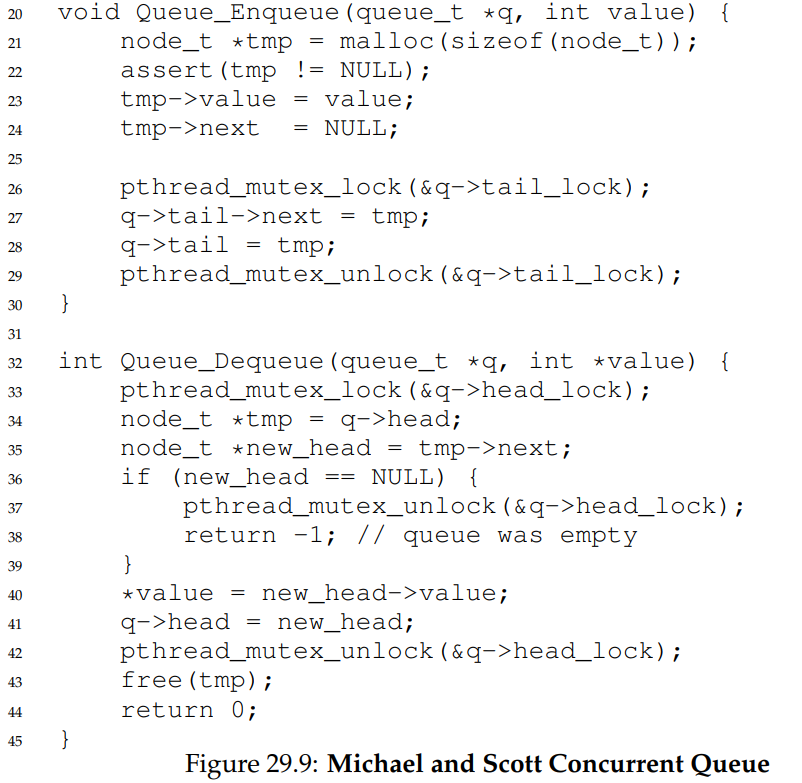 20 void Queue_Enqueue(queue_t *q, int value) {
21     node_t *tmp = malloc(sizeof(node_t));
22     assert(tmp != NULL);
23     tmp->value = value;
24     tmp->next  = NULL;
25
26     pthread_mutex_lock(&q->tail_lock);
27     q->tail->next = tmp;
28     q->tail = tmp;
29     pthread_mutex_unlock(&q->tail_lock);
30 }
31
32 int Queue_Dequeue(queue_t *q, int *value) {
33     pthread_mutex_lock(&q->head_lock);
34     node_t *tmp = q->head;
35     node_t *new_head = tmp->next;
36     if (new_head == NULL) {
37         pthread_mutex_unlock(&q->head_lock);
38         return -1; // queue was empty
39     }
40     *value = new_head->value;
41     q->head = new_head;
42     pthread_mutex_unlock(&q->head_lock);
43     free(tmp);
44     return 0;
45 }
Figure 29.9: Michael and Scott Concurrent Queue